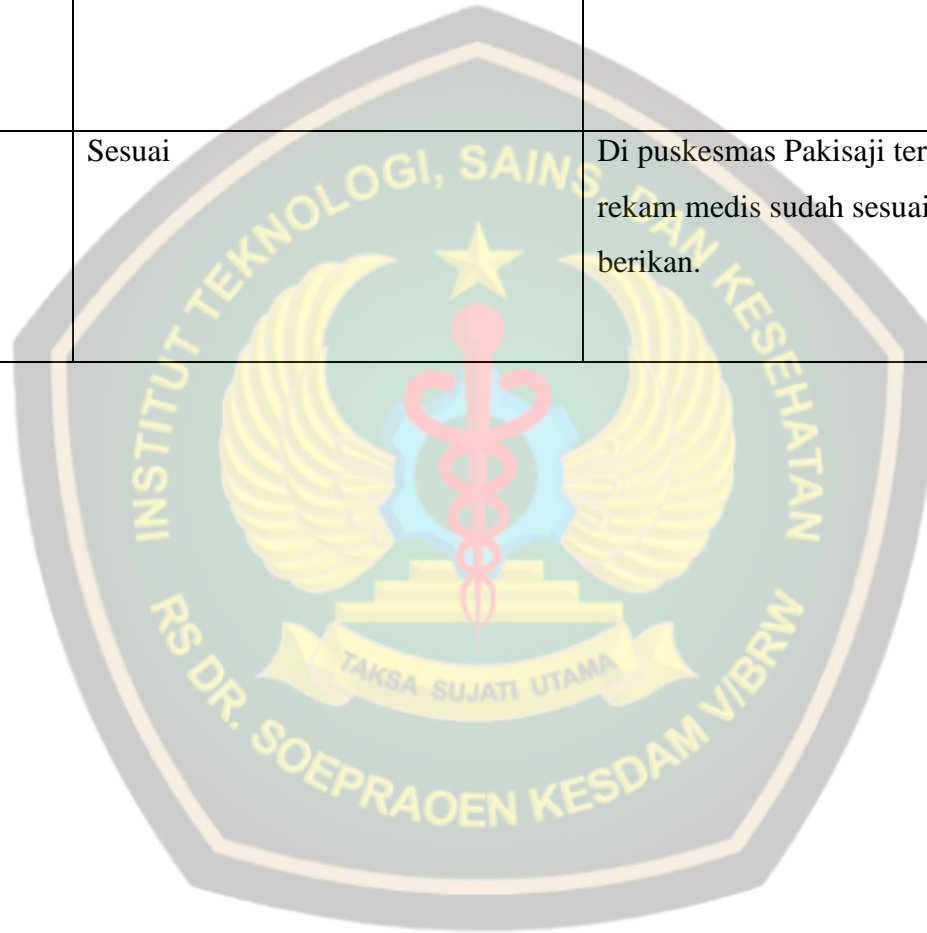 Sesuai
Di puskesmas Pakisaji
rekam medis sudah sesuai
berikan.
INSTITUT TEKNOLOGI, SAINS, DAN KESEHATAN
TAKSA SUJATI UTAMA
RS DR. SOEPRAOEN KESDAM V/BRW